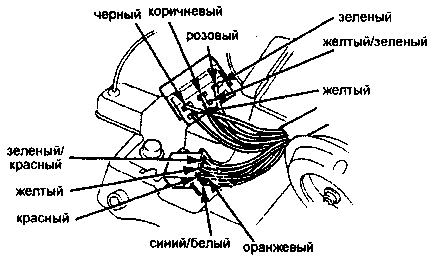 коричневый
черный
розовый
зеленый
желтый/зеленый
желтый
зеленый/
красный
желтый
красный
синий/белый
оранжевый